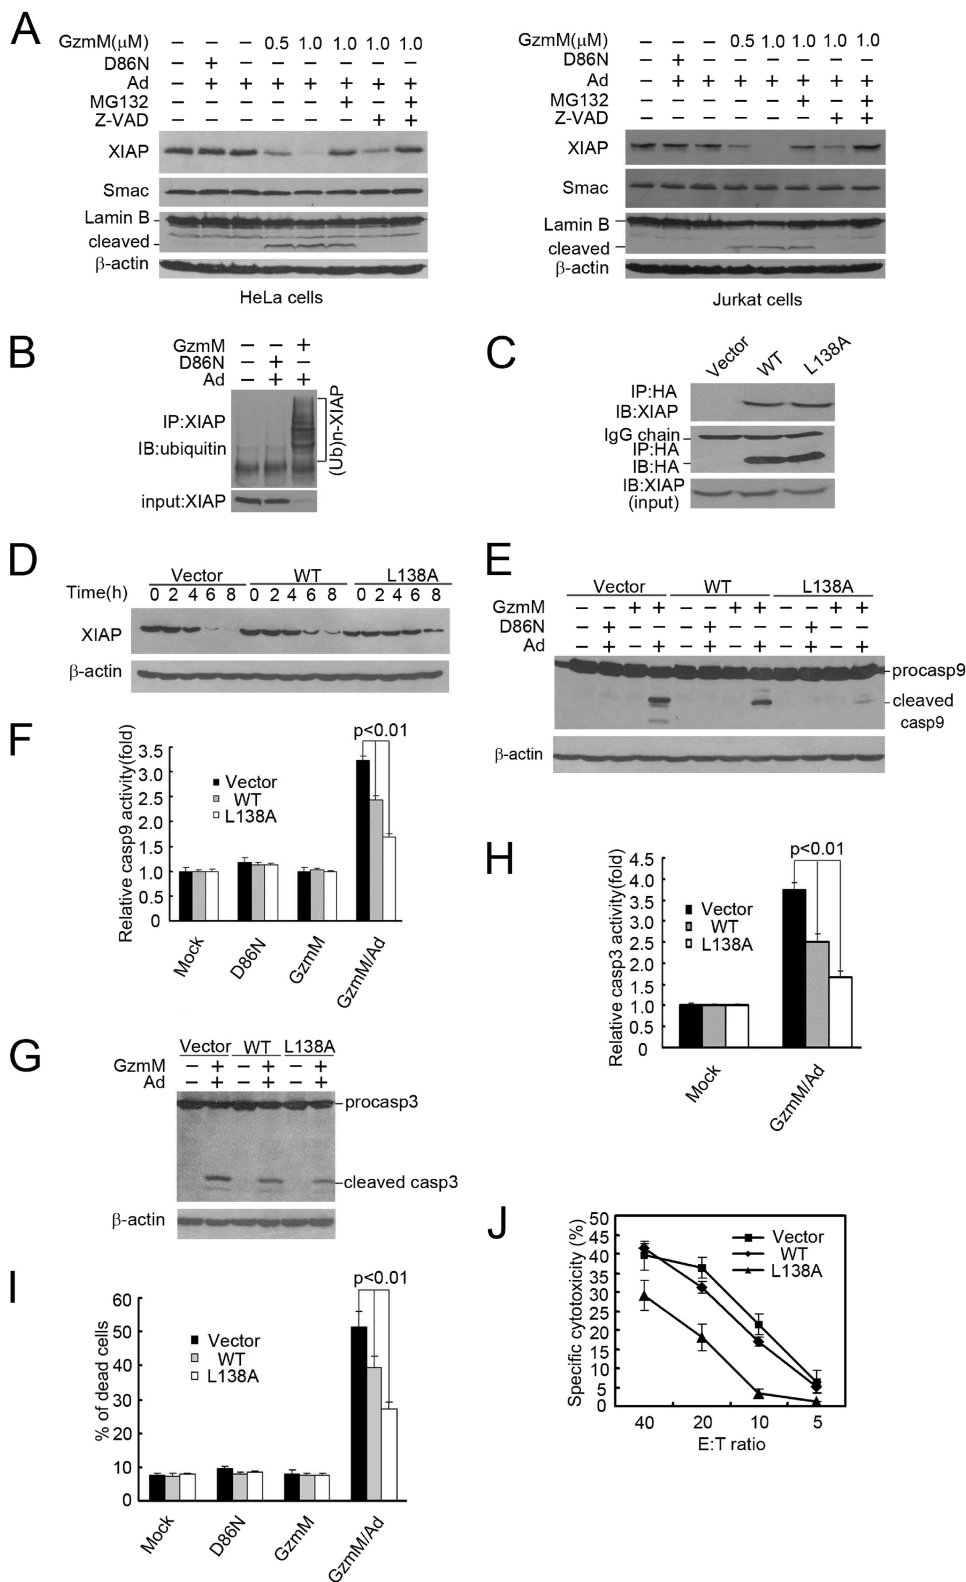 A
GzmM(μM) – – – 0.5 1.0 1.0 1.0 1.0
D86N – + – – – – – –
Ad – + + + + + + +
MG132 – – – – – + – +
Z-VAD – – – – – – + +
XIAP
Smac
Lamin B
cleaved
β-actin
HeLa cells
GzmM(μM) – – – 0.5 1.0 1.0 1.0 1.0
D86N – + – – – – – –
Ad – + + + + + + +
MG132 – – – – – + – +
Z-VAD – – – – – – + +
XIAP
Smac
Lamin B
cleaved
β-actin
Jurkat cells
B
GzmM – – +
D86N – + –
Ad – + +
IP:XIAP
IB:ubiquitin
(Ub)n-XIAP
input:XIAP
C
Vector WT L138A
IP:HA
IB:XIAP
IgG chain
IP:HA
IB:HA
IB:XIAP
(input)
D
Vector WT L138A
Time(h) 0 2 4 6 8 0 2 4 6 8 0 2 4 6 8
XIAP
β-actin
E
Vector WT L138A
GzmM – – + + – – + + – – + +
D86N – + – – – + – – – + – –
Ad – + – + – + – + – + – +
procasp9
cleaved
casp9
β-actin
F
p<0.01
Relative casp9 activity(fold)
3.5
3.0
2.5
2.0
1.5
1.0
0.5
0
Vector
WT
L138A
Mock D86N GzmM GzmM/Ad
H
p<0.01
Relative casp3 activity(fold)
4.5
4.0
3.5
3.0
2.5
2.0
1.5
1.0
0.5
0
Vector
WT
L138A
Mock GzmM/Ad
G
Vector WT L138A
GzmM – + – + – +
Ad – + – + – +
procasp3
cleaved casp3
β-actin
I
p<0.01
% of dead cells
60
50
40
30
20
10
0
Vector
WT
L138A
Mock D86N GzmM GzmM/Ad
J
Specific cytotoxicity (%)
50
45
40
35
30
25
20
15
10
5
0
Vector
WT
L138A
40 20 10 5
E:T ratio